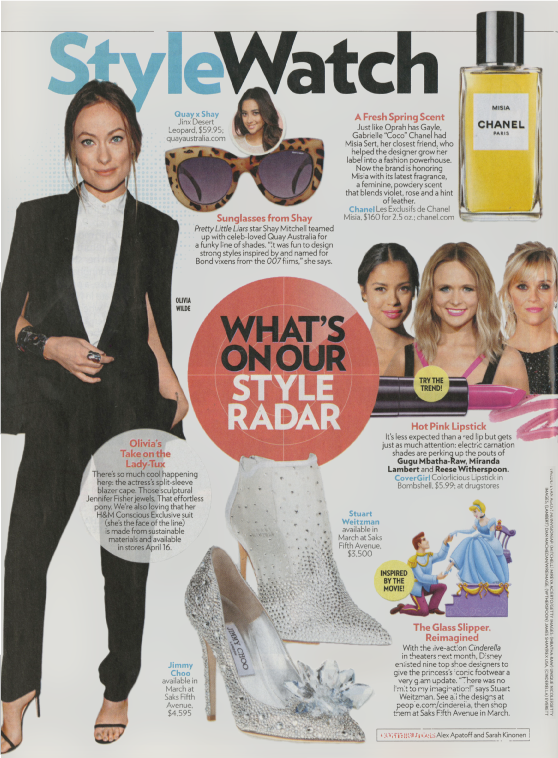 StyleWatch
Quay x Shay
Jinx Desert
Leopard, $59.95;
quayaustralia.com
Sunglasses from Shay
Pretty Little Liars star Shay Mitchell teamed
up with celeb-loved Quay Australia for
a funky line of shades. "It was fun to design
strong styles inspired by and named for
Bond vixens from the 007 films," she says.
A Fresh Spring Scent
Just like Oprah has Gayle,
Gabrielle "Coco" Chanel had
Misia Sert, her closest friend, who
helped the designer grow her
label into a fashion powerhouse.
Now the brand is honoring
Misia with its latest fragrance,
a feminine, powdery scent
that blends violet, rose and a hint
of leather.
Chanel Les Exclusifs de Chanel
Misia, $160 for 2.5 oz.; chanel.com
MISIA
CHANEL
PARIS
OLIVIA
WILDE
WHAT'S
ON OUR
STYLE
RADAR
TRY THE
TREND!
Hot Pink Lipstick
It's less expected than a red lip but gets
just as much attention: electric carnation
shades are perking up the pouts of
Gugu Mbatha-Raw, Miranda
Lambert and Reese Witherspoon.
CoverGirl Colorlicious Lipstick in
Bombshell, $5.99; at drugstores
Olivia's
Take on the
Lady-Tux
There's so much cool happening
here: the actress's split-sleeve
blazer cape. Those sculptural
Jennifer Fisher jewels. That effortless
pony. We're also loving that her
H&M Conscious Exclusive suit
(she's the face of the line)
is made from sustainable
materials and available
in stores April 16.
Stuart
Weitzman
available in
March at Saks
Fifth Avenue,
$3,500
INSPIRED
BY THE
MOVIE!
JIMMY CHOO
Jimmy
Choo
available in
March at
Saks Fifth
Avenue,
$4,595
The Glass Slipper,
Reimagined
With the live-action Cinderella
in theaters next month, Disney
enlisted nine top shoe designers to
give the princess's iconic footwear a
very glam update. "There was no
limit to my imagination!" says Stuart
Weitzman. See all the designs at
people.com/cinderella, then shop
them at Saks Fifth Avenue in March.
CONTRIBUTORS Alex Apatoff and Sarah Kinonen